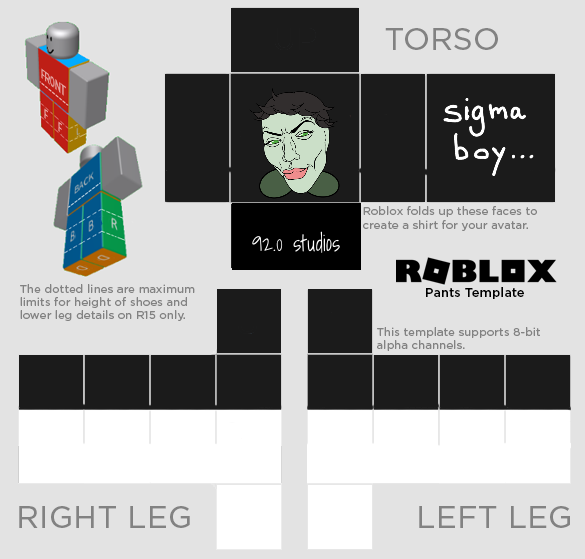 TORSO
FRONT
F F L
BACK
B B R
sigma
boy...
92.0 studios
Roblox folds up these faces to
create a shirt for your avatar.
ROBLOX
Pants Template
The dotted lines are maximum
limits for height of shoes and
lower leg details on R15 only.
This template supports 8-bit
alpha channels.
RIGHT LEG
LEFT LEG